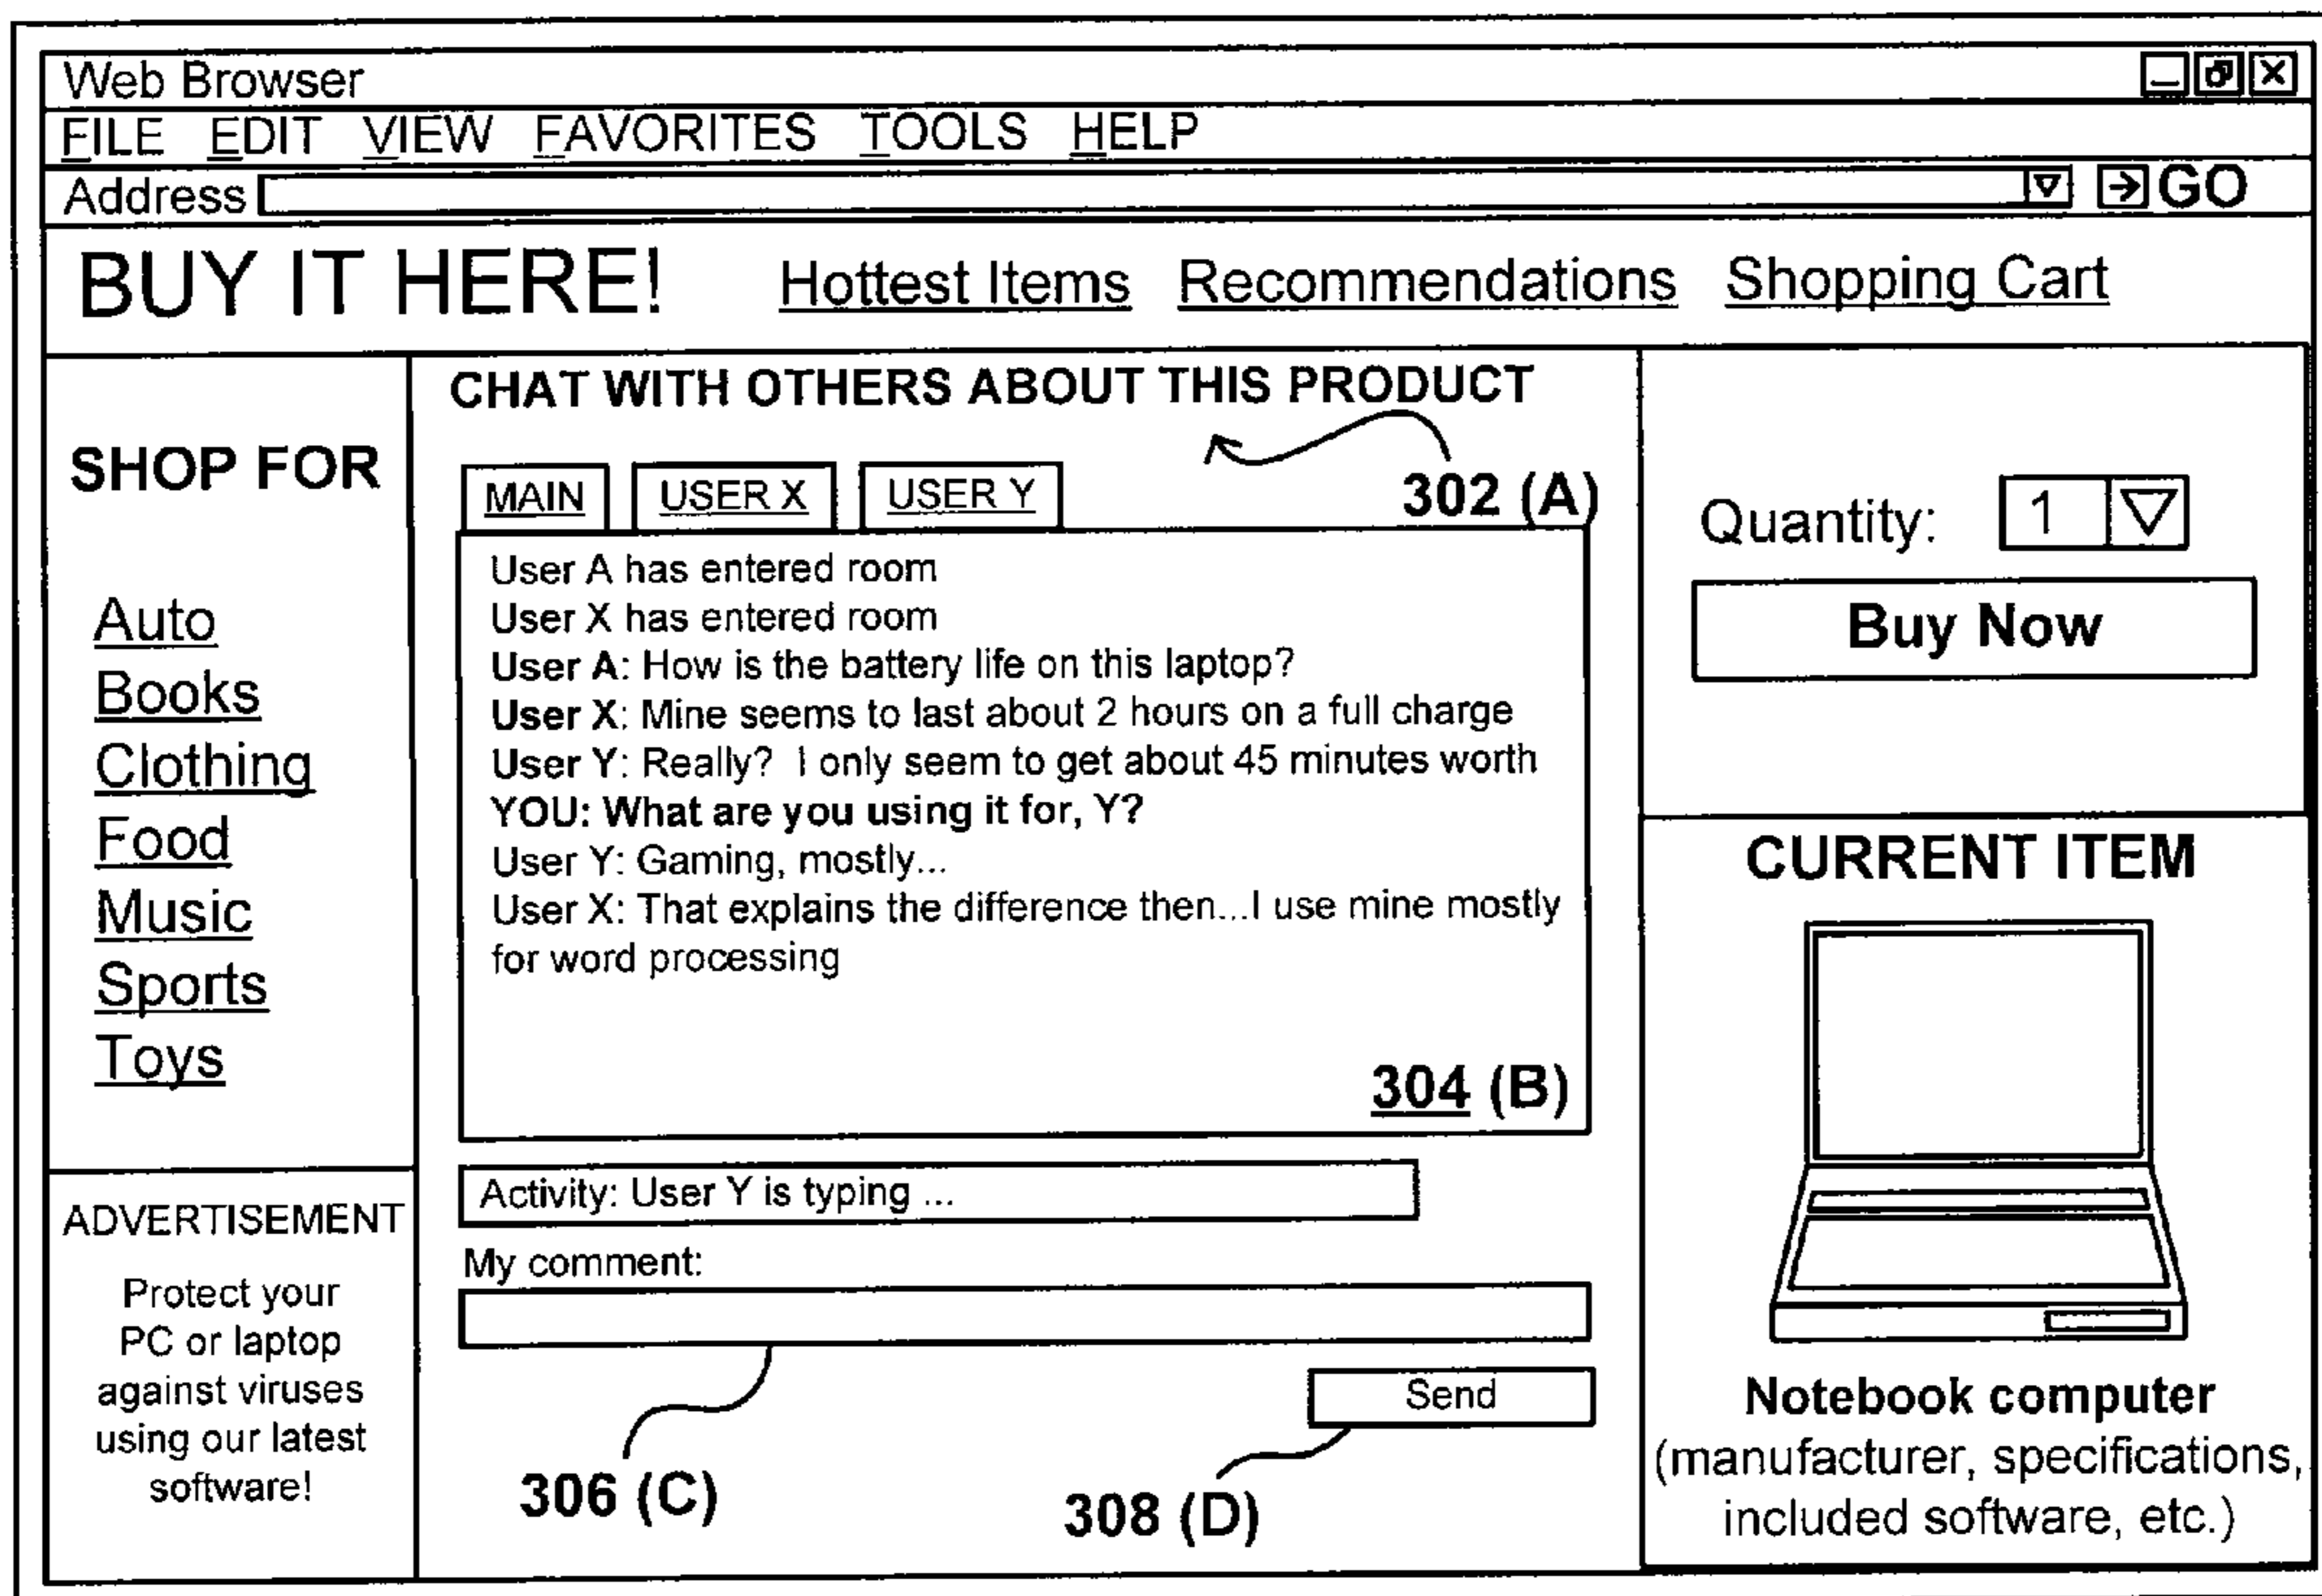 Web Browser
FILE EDIT VIEW FAVORITES TOOLS HELP
Address GO
BUY IT HERE! Hottest Items Recommendations Shopping Cart
SHOP FOR
Auto
Books
Clothing
Food
Music
Sports
Toys
ADVERTISEMENT
Protect your
PC or laptop
against viruses
using our latest
software!
CHAT WITH OTHERS ABOUT THIS PRODUCT
302 (A)
MAIN USER X USER Y
User A has entered room
User X has entered room
User A: How is the battery life on this laptop?
User X: Mine seems to last about 2 hours on a full charge
User Y: Really? I only seem to get about 45 minutes worth
YOU: What are you using it for, Y?
User Y: Gaming, mostly...
User X: That explains the difference then...I use mine mostly
for word processing
304 (B)
Activity: User Y is typing ...
My comment:
Send
306 (C)
308 (D)
Quantity: 1
Buy Now
CURRENT ITEM
Notebook computer
(manufacturer, specifications,
included software, etc.)